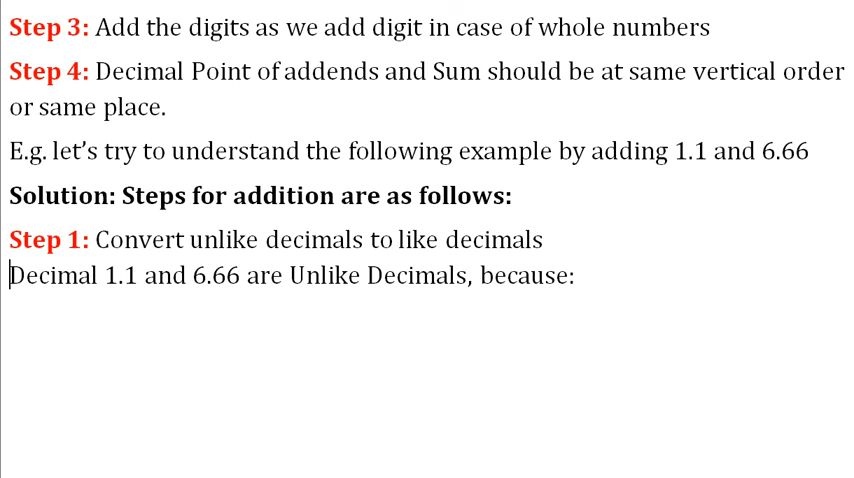 Step 3: Add the digits as we add digit in case of whole numbers
Step 4: Decimal Point of addends and Sum should be at same vertical order
or same place.
E.g. let’s try to understand the following example by adding 1.1 and 6.66
Solution: Steps for addition are as follows:
Step 1: Convert unlike decimals to like decimals
Decimal 1.1 and 6.66 are Unlike Decimals, because: